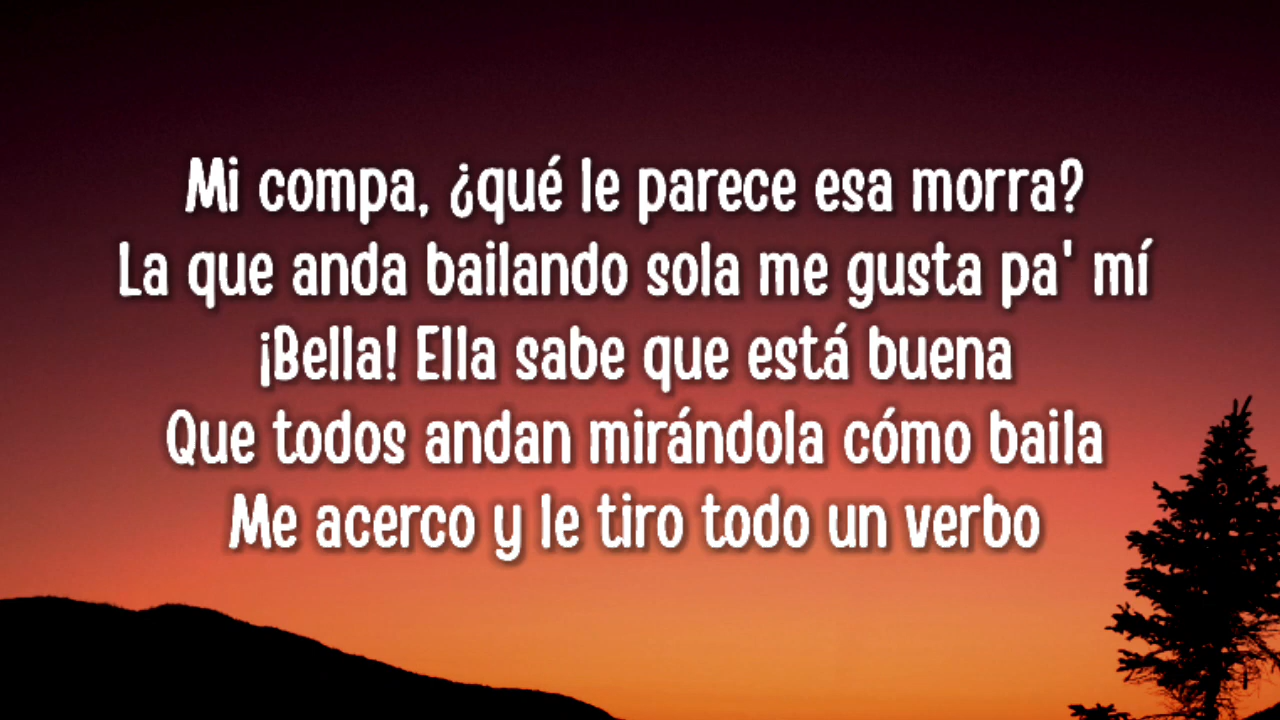 Mi compa, ¿qué le parece esa morra?
La que anda bailando sola me gusta pa' mí
¡Bella! Ella sabe que está buena
Que todos andan mirándola cómo baila
Me acerco y le tiro todo un verbo